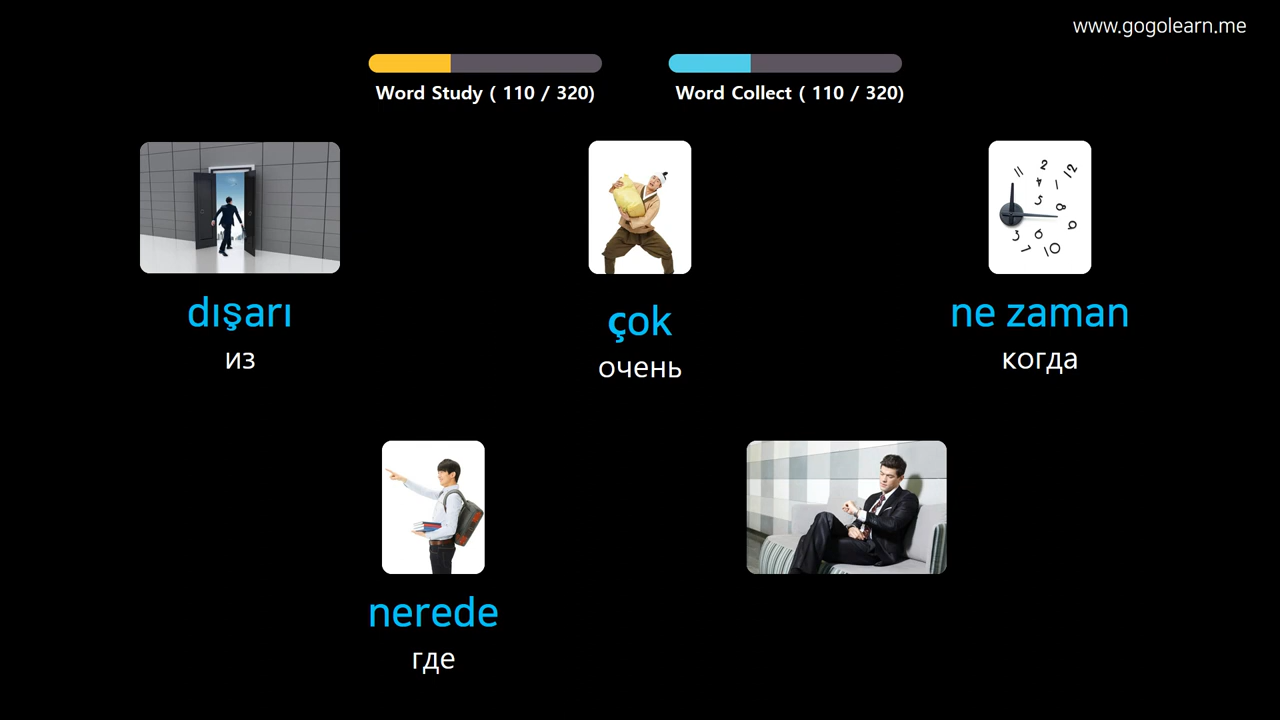 www.gogolearn.me
Word Study ( 110 / 320)
Word Collect ( 110 / 320)
dışarı
из
çok
очень
ne zaman
когда
nerede
где